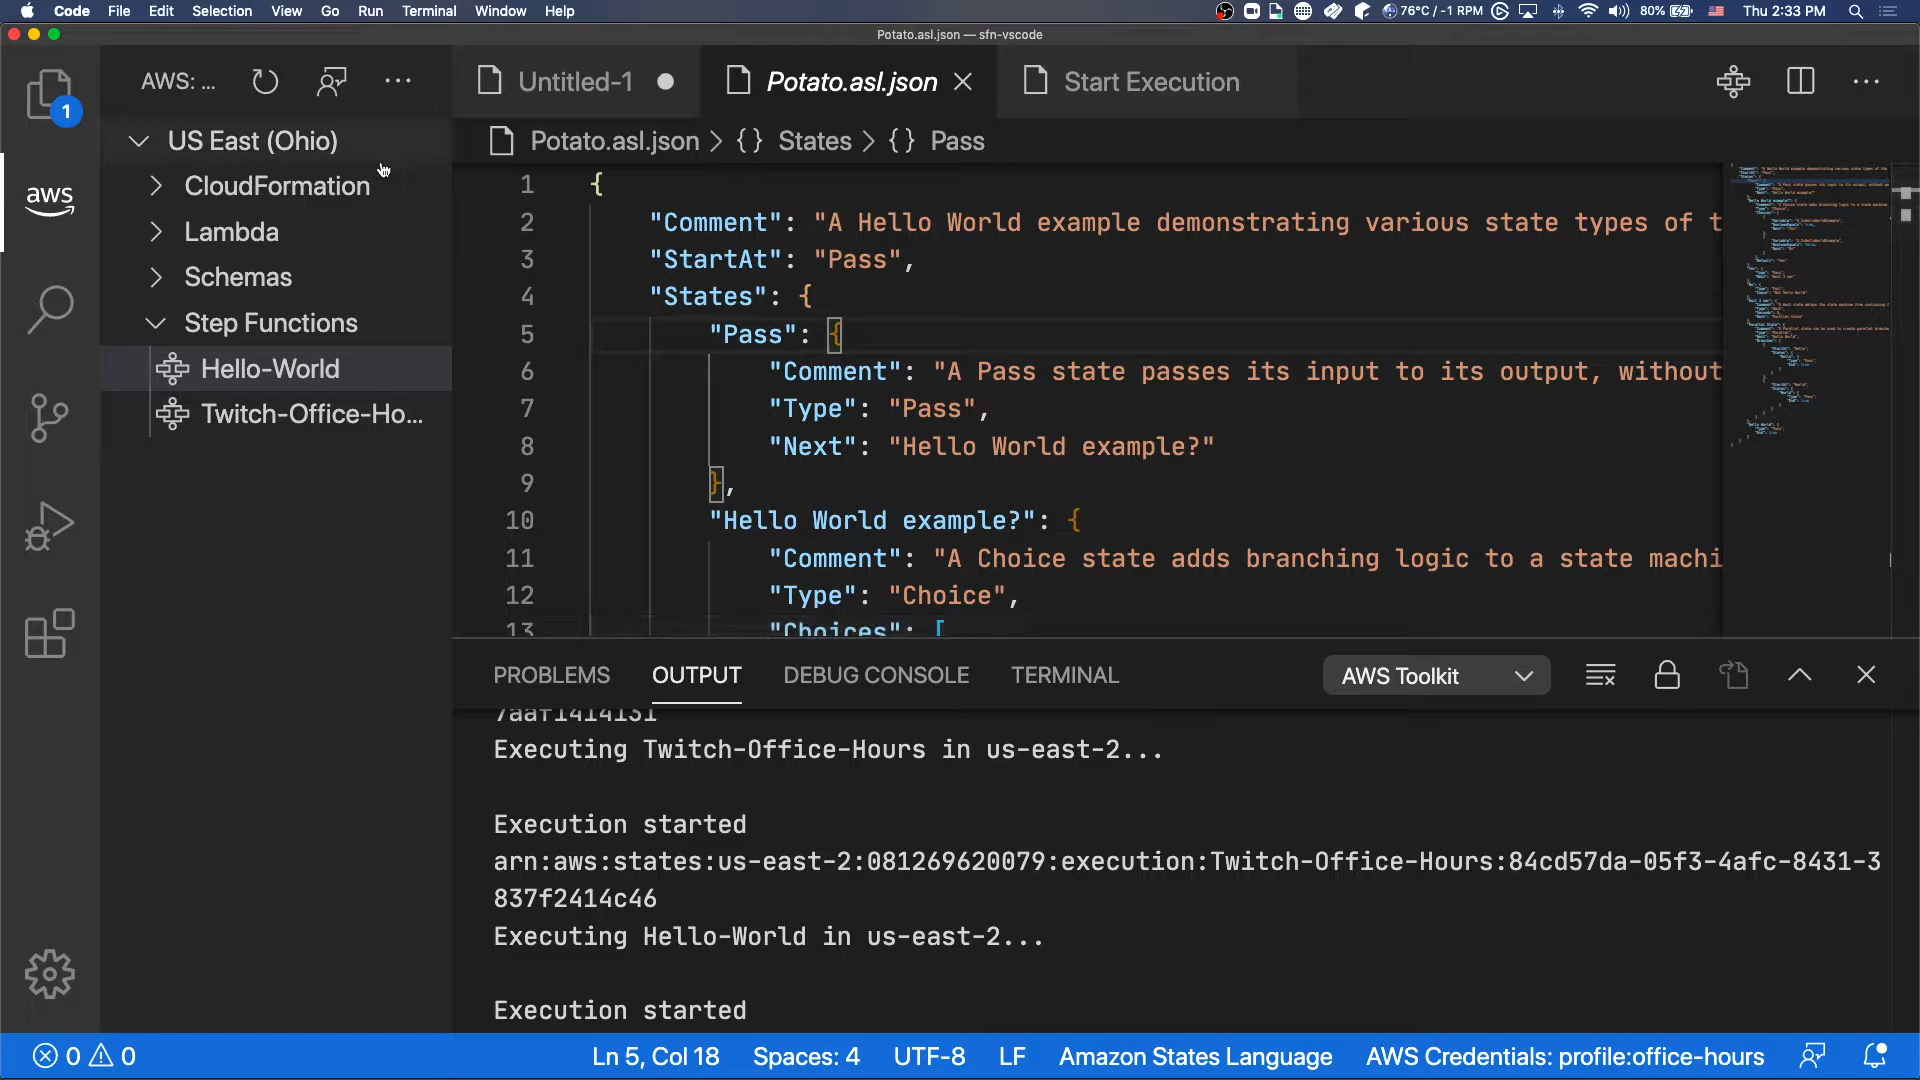 Code File Edit Selection View Go Run Terminal Window Help
76°C / -1 RPM 80% Thu 2:33 PM
Potato.asl.json — sfn-vscode
AWS: ...
Untitled-1 Potato.asl.json Start Execution
1
US East (Ohio)
Potato.asl.json > {} States > {} Pass
aws
CloudFormation
Lambda
Schemas
Step Functions
Hello-World
Twitch-Office-Ho...
1 {
2 "Comment": "A Hello World example demonstrating various state types of t
3 "StartAt": "Pass",
4 "States": {
5 "Pass": {
6 "Comment": "A Pass state passes its input to its output, without
7 "Type": "Pass",
8 "Next": "Hello World example?"
9 },
10 "Hello World example?": {
11 "Comment": "A Choice state adds branching logic to a state machi
12 "Type": "Choice",
13 "Choices": [
PROBLEMS OUTPUT DEBUG CONSOLE TERMINAL AWS Toolkit
7aaf1414131
Executing Twitch-Office-Hours in us-east-2...
Execution started
arn:aws:states:us-east-2:081269620079:execution:Twitch-Office-Hours:84cd57da-05f3-4afc-8431-3
837f2414c46
Executing Hello-World in us-east-2...
Execution started
0 0 Ln 5, Col 18 Spaces: 4 UTF-8 LF Amazon States Language AWS Credentials: profile:office-hours